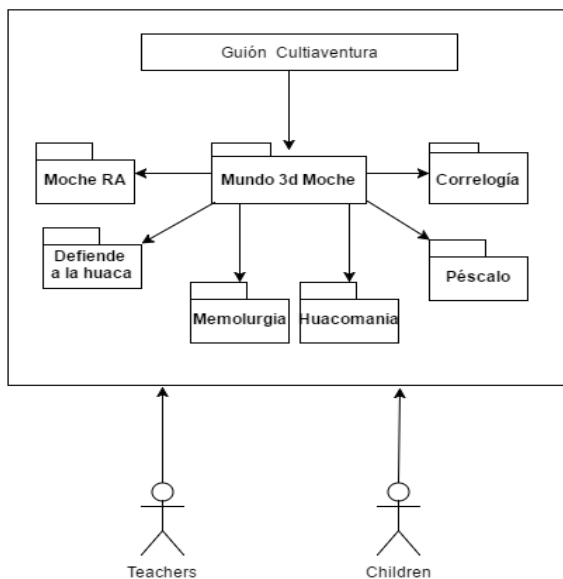 Guión Cultiaventura
Moche RA
Mundo 3d Moche
Correlogía
Defiende
a la huaca
Péscalo
Memolurgia
Huacomania
Teachers
Children